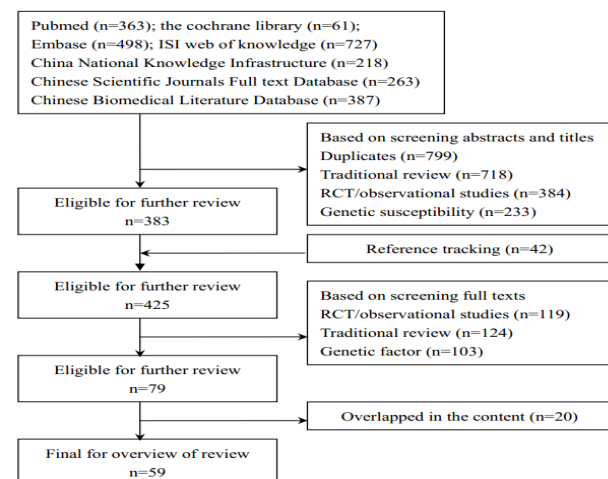 Pubmed (n=363); the cochrane library (n=61);
Embase (n=498); ISI web of knowledge (n=727)
China National Knowledge Infrastructure (n=218)
Chinese Scientific Journals Full text Database (n=263)
Chinese Biomedical Literature Database (n=387)
Based on screening abstracts and titles
Duplicates (n=799)
Traditional review (n=718)
RCT/observational studies (n=384)
Genetic susceptibility (n=233)
Eligible for further review
n=383
Reference tracking (n=42)
Eligible for further review
n=425
Based on screening full texts
RCT/observational studies (n=119)
Traditional review (n=124)
Genetic factor (n=103)
Eligible for further review
n=79
Overlapped in the content (n=20)
Final for overview of review
n=59